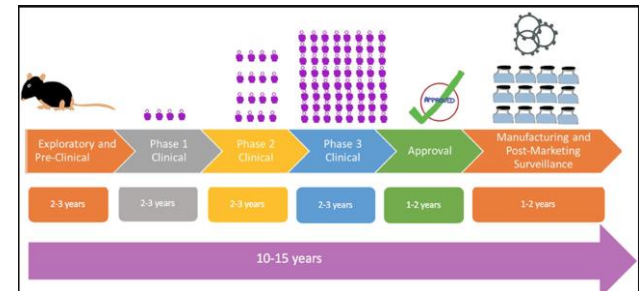 APPROVED
Exploratory and
Pre-Clinical
Phase 1
Clinical
Phase 2
Clinical
Phase 3
Clinical
Approval
Manufacturing and
Post-Marketing
Surveillance
2-3 years
2-3 years
2-3 years
2-3 years
1-2 years
1-2 years
10-15 years